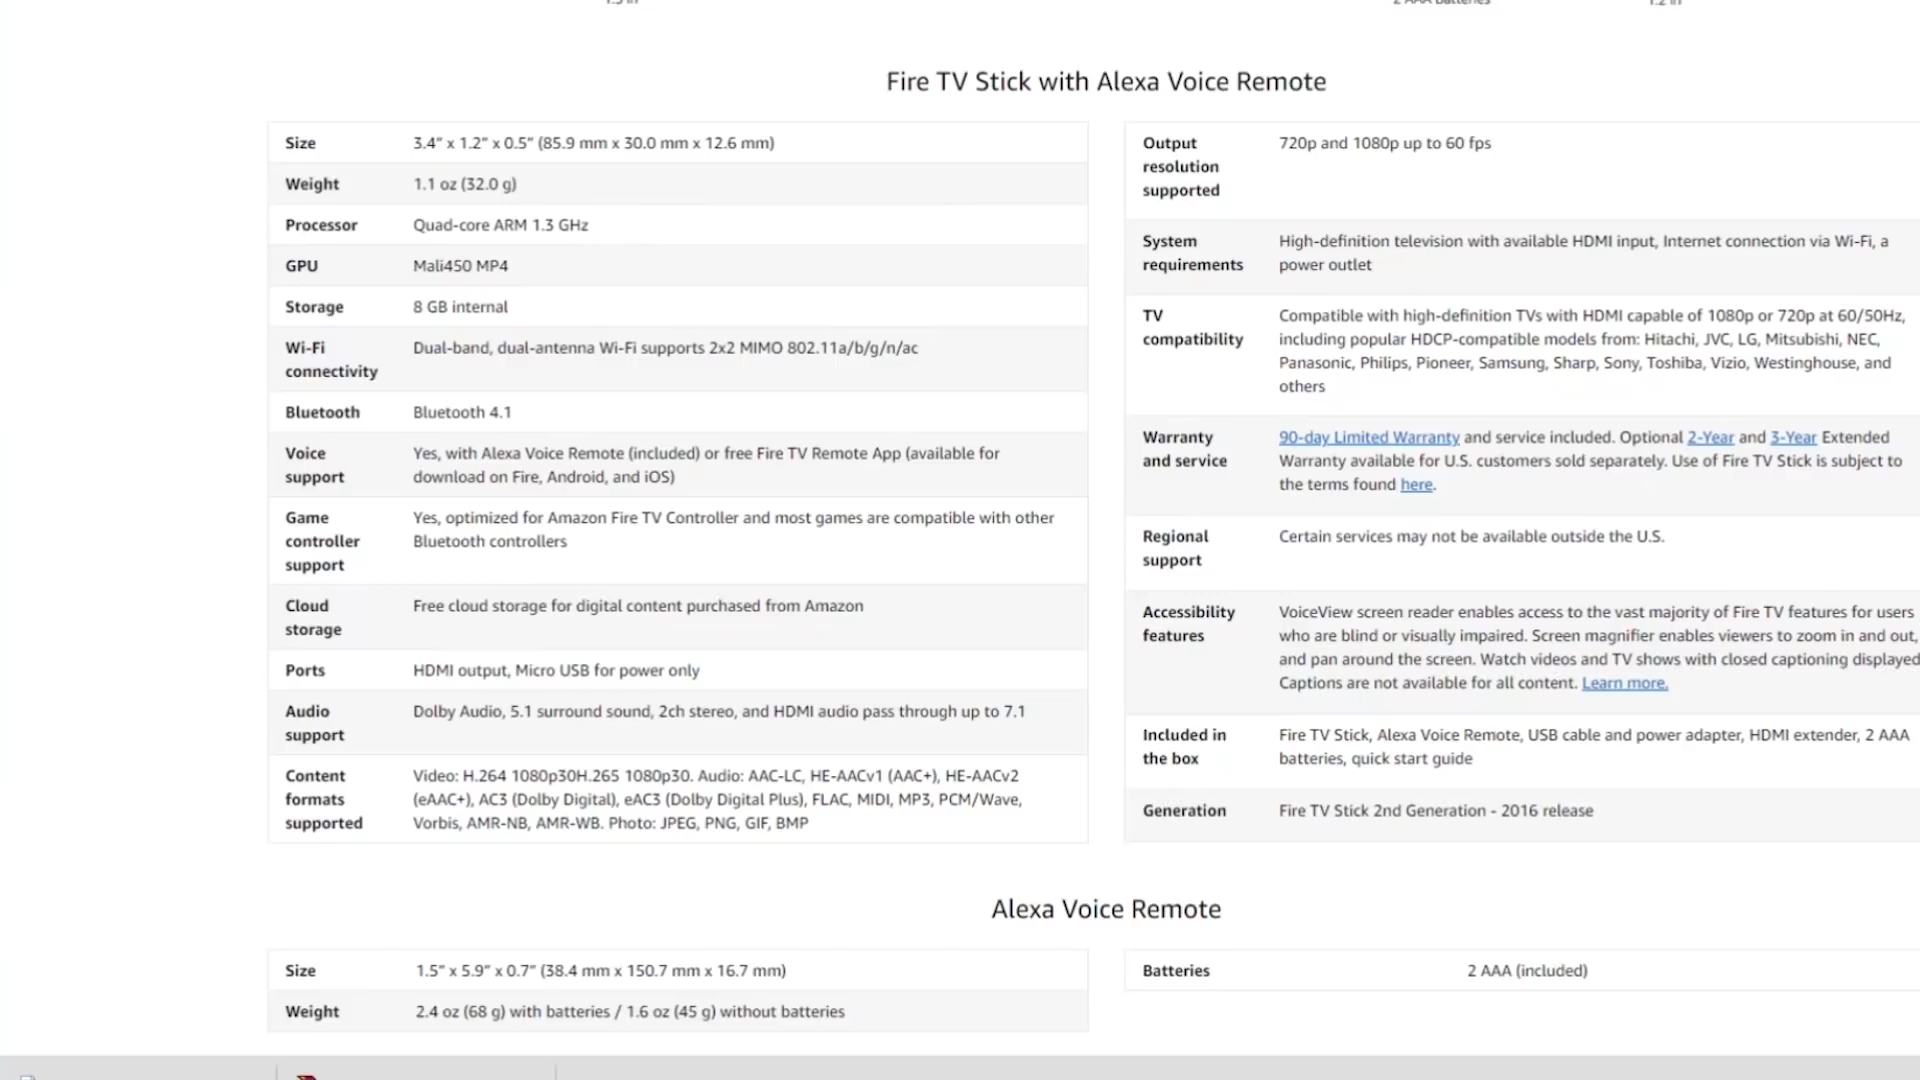 Fire TV Stick with Alexa Voice Remote
Size 3.4" x 1.2" x 0.5" (85.9 mm x 30.0 mm x 12.6 mm)
Weight 1.1 oz (32.0 g)
Processor Quad-core ARM 1.3 GHz
GPU Mali450 MP4
Storage 8 GB internal
Wi-Fi connectivity Dual-band, dual-antenna Wi-Fi supports 2x2 MIMO 802.11a/b/g/n/ac
Bluetooth Bluetooth 4.1
Voice support Yes, with Alexa Voice Remote (included) or free Fire TV Remote App (available for
download on Fire, Android, and iOS)
Game controller support Yes, optimized for Amazon Fire TV Controller and most games are compatible with other
Bluetooth controllers
Cloud storage Free cloud storage for digital content purchased from Amazon
Ports HDMI output, Micro USB for power only
Audio support Dolby Audio, 5.1 surround sound, 2ch stereo, and HDMI audio pass through up to 7.1
Content formats supported Video: H.264 1080p30H.265 1080p30. Audio: AAC-LC, HE-AACv1 (AAC+), HE-AACv2
(eAAC+), AC3 (Dolby Digital), eAC3 (Dolby Digital Plus), FLAC, MIDI, MP3, PCM/Wave,
Vorbis, AMR-NB, AMR-WB. Photo: JPEG, PNG, GIF, BMP
Output resolution supported 720p and 1080p up to 60 fps
System requirements High-definition television with available HDMI input, Internet connection via Wi-Fi, a
power outlet
TV compatibility Compatible with high-definition TVs with HDMI capable of 1080p or 720p at 60/50Hz,
including popular HDCP-compatible models from: Hitachi, JVC, LG, Mitsubishi, NEC,
Panasonic, Philips, Pioneer, Samsung, Sharp, Sony, Toshiba, Vizio, Westinghouse, and
others
Warranty and service 90-day Limited Warranty and service included. Optional 2-Year and 3-Year Extended
Warranty available for U.S. customers sold separately. Use of Fire TV Stick is subject to
the terms found here.
Regional support Certain services may not be available outside the U.S.
Accessibility features VoiceView screen reader enables access to the vast majority of Fire TV features for users
who are blind or visually impaired. Screen magnifier enables viewers to zoom in and out,
and pan around the screen. Watch videos and TV shows with closed captioning displayed
Captions are not available for all content. Learn more.
Included in the box Fire TV Stick, Alexa Voice Remote, USB cable and power adapter, HDMI extender, 2 AAA
batteries, quick start guide
Generation Fire TV Stick 2nd Generation - 2016 release
Alexa Voice Remote
Size 1.5" x 5.9" x 0.7" (38.4 mm x 150.7 mm x 16.7 mm)
Weight 2.4 oz (68 g) with batteries / 1.6 oz (45 g) without batteries
Batteries 2 AAA (included)